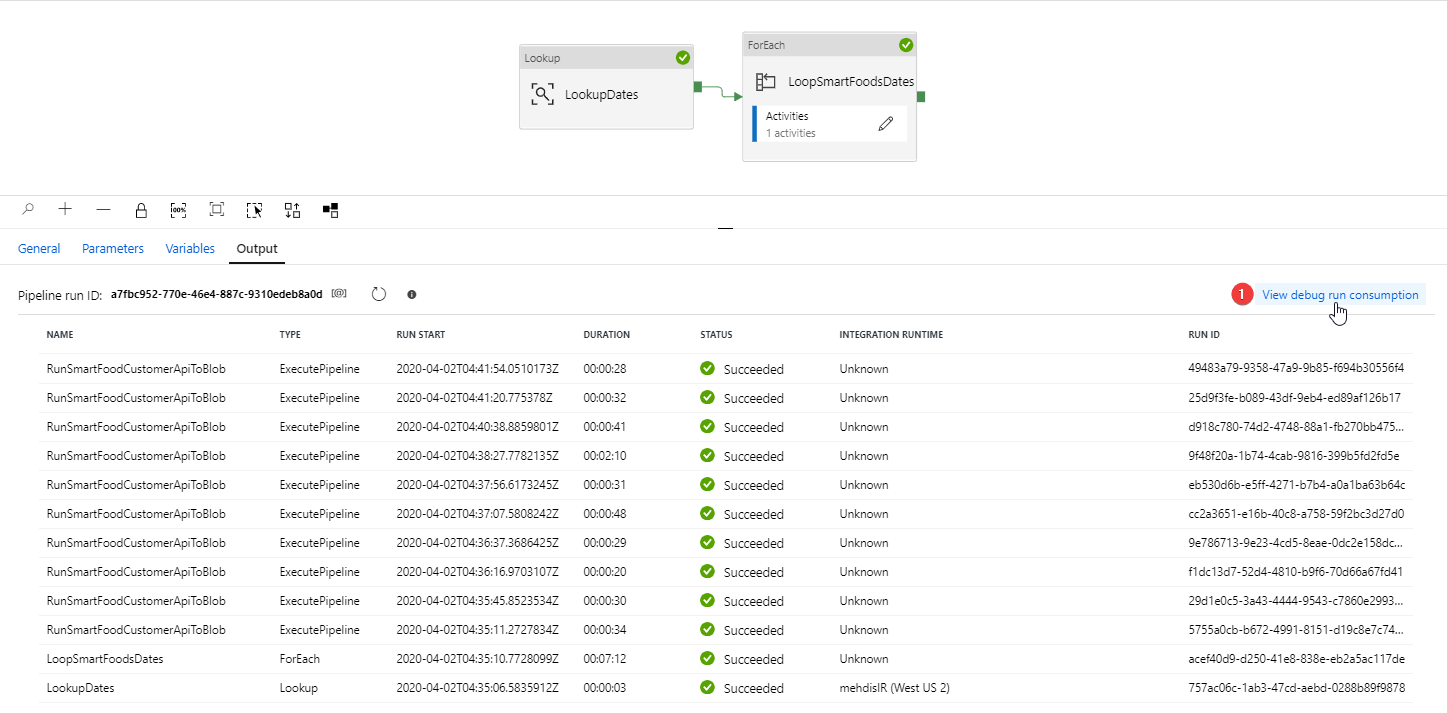 Lookup
LookupDates
ForEach
LoopSmartFoodsDates
Activities
1 activities
General Parameters Variables Output
Pipeline run ID: a7fbc952-770e-46e4-887c-9310edeb8a0d 1 View debug run consumption
NAME TYPE RUN START DURATION STATUS INTEGRATION RUNTIME RUN ID
RunSmartFoodCustomerApiToBlob ExecutePipeline 2020-04-02T04:41:54.0510173Z 00:00:28 Succeeded Unknown 49483a79-9358-47a9-9b85-f694b30556f4
RunSmartFoodCustomerApiToBlob ExecutePipeline 2020-04-02T04:41:20.775378Z 00:00:32 Succeeded Unknown 25d9f3fe-b089-43df-9eb4-ed89af126b17
RunSmartFoodCustomerApiToBlob ExecutePipeline 2020-04-02T04:40:38.8859801Z 00:00:41 Succeeded Unknown d918c780-74d2-4748-88a1-fb270bb475...
RunSmartFoodCustomerApiToBlob ExecutePipeline 2020-04-02T04:38:27.7782135Z 00:02:10 Succeeded Unknown 9f48f20a-1b74-4cab-9816-399b5fd2fd5e
RunSmartFoodCustomerApiToBlob ExecutePipeline 2020-04-02T04:37:56.6173245Z 00:00:31 Succeeded Unknown eb530d6b-e5ff-4271-b7b4-a0a1ba63b64c
RunSmartFoodCustomerApiToBlob ExecutePipeline 2020-04-02T04:37:07.5808242Z 00:00:48 Succeeded Unknown cc2a3651-e16b-40c8-a758-59f2bc3d27d0
RunSmartFoodCustomerApiToBlob ExecutePipeline 2020-04-02T04:36:37.3686425Z 00:00:29 Succeeded Unknown 9e786713-9e23-4cd5-8eae-0dc2e158dc...
RunSmartFoodCustomerApiToBlob ExecutePipeline 2020-04-02T04:36:16.9703107Z 00:00:20 Succeeded Unknown f1dc13d7-52d4-4810-b9f6-70d66a67fd41
RunSmartFoodCustomerApiToBlob ExecutePipeline 2020-04-02T04:35:45.8523534Z 00:00:30 Succeeded Unknown 29d1e0c5-3a43-4444-9543-c7860e2993...
RunSmartFoodCustomerApiToBlob ExecutePipeline 2020-04-02T04:35:11.2727834Z 00:00:34 Succeeded Unknown 5755a0cb-b672-4991-8151-d19c8e7c74...
LoopSmartFoodsDates ForEach 2020-04-02T04:35:10.7728099Z 00:07:12 Succeeded Unknown acef40d9-d250-41e8-838e-eb2a5ac117de
LookupDates Lookup 2020-04-02T04:35:06.5835912Z 00:00:03 Succeeded mehdisIR (West US 2) 757ac06c-1ab3-47cd-aebd-0288b89f9878